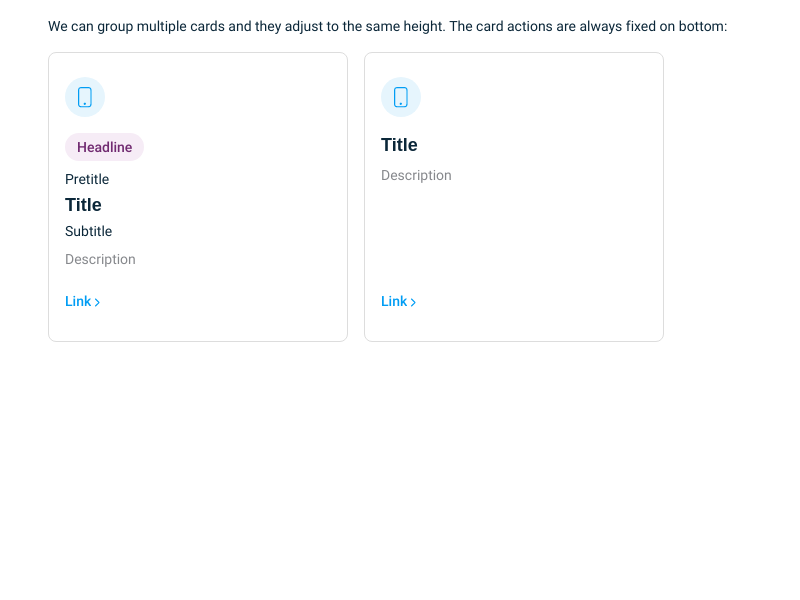 We can group multiple cards and they adjust to the same height. The card actions are always fixed on bottom:
Headline
Pretitle
Title
Subtitle
Description
Link
Title
Description
Link